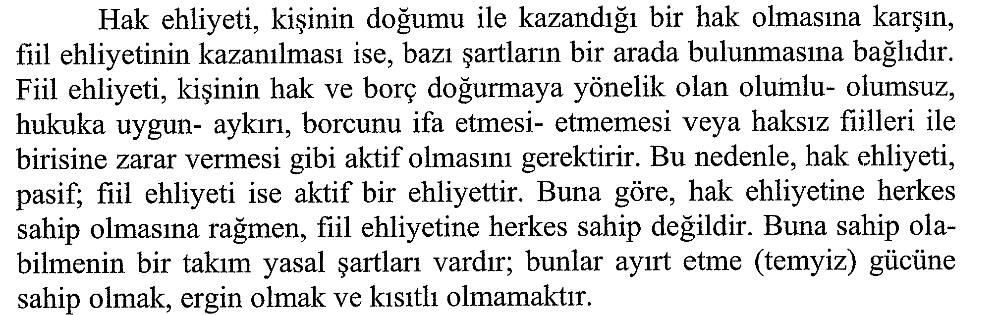 Hak ehliyeti, kişinin doğumu ile kazandığı bir hak olmasına karşın,
fiil ehliyetinin kazanılması ise, bazı şartların bir arada bulunmasına bağlıdır.
Fiil ehliyeti, kişinin hak ve borç doğurmaya yönelik olan olumlu- olumsuz,
hukuka uygun- aykırı, borcunu ifa etmesi- etmemesi veya haksız fiilleri ile
birisine zarar vermesi gibi aktif olmasını gerektirir. Bu nedenle, hak ehliyeti,
pasif; fiil ehliyeti ise aktif bir ehliyettir. Buna göre, hak ehliyetine herkes
sahip olmasına rağmen, fiil ehliyetine herkes sahip değildir. Buna sahip ola-
bilmenin bir takım yasal şartları vardır; bunlar ayırt etme (temyiz) gücüne
sahip olmak, ergin olmak ve kısıtlı olmamaktır.